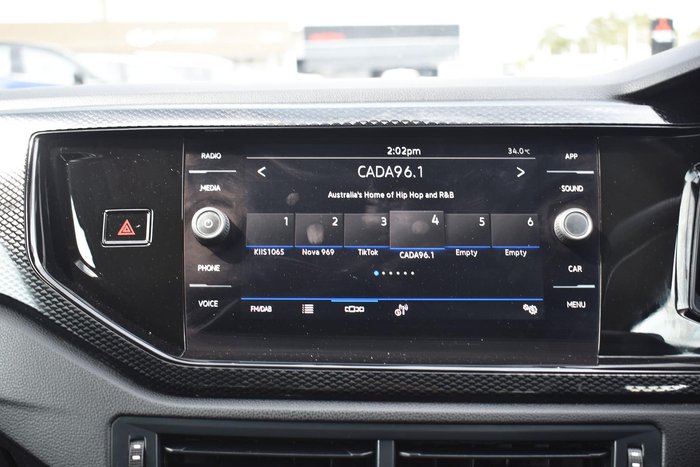 2:02pm
34.0°C
RADIO
MEDIA
PHONE
VOICE
APP
SOUND
CAR
MENU
< CADA96.1 >
Australia's Home of Hip Hop and R&B
1 2 3 4 5 6
KIIS1065 Nova 969 TikTok CADA96.1 Empty Empty
FM/DAB